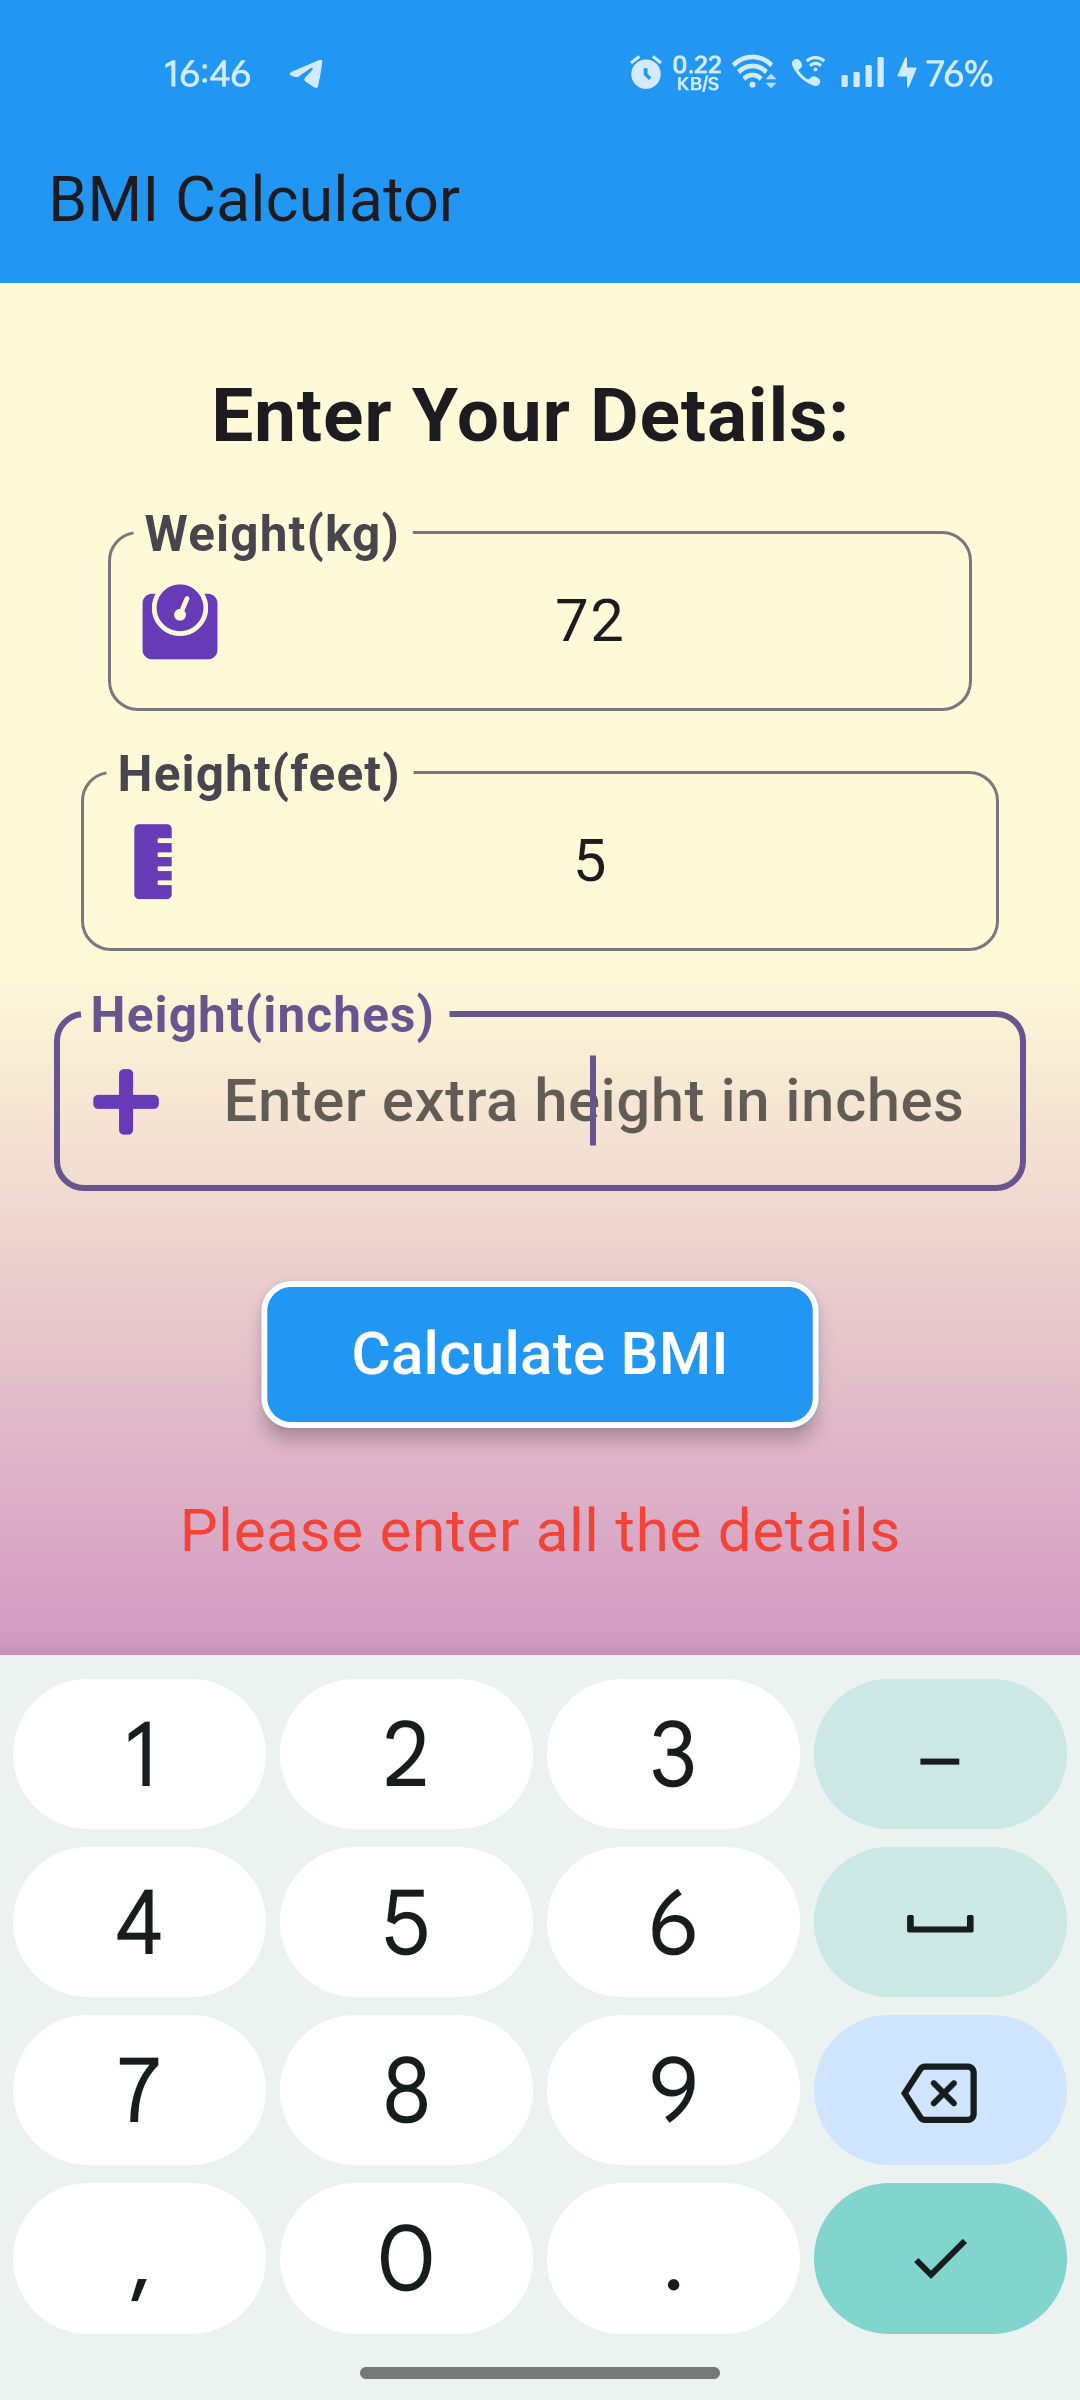 16:46 0.22 KB/S 76%
BMI Calculator
Enter Your Details:
Weight(kg)
72
Height(feet)
5
Height(inches)
Enter extra height in inches
Calculate BMI
Please enter all the details
1 2 3 –
4 5 6
7 8 9
, 0 .